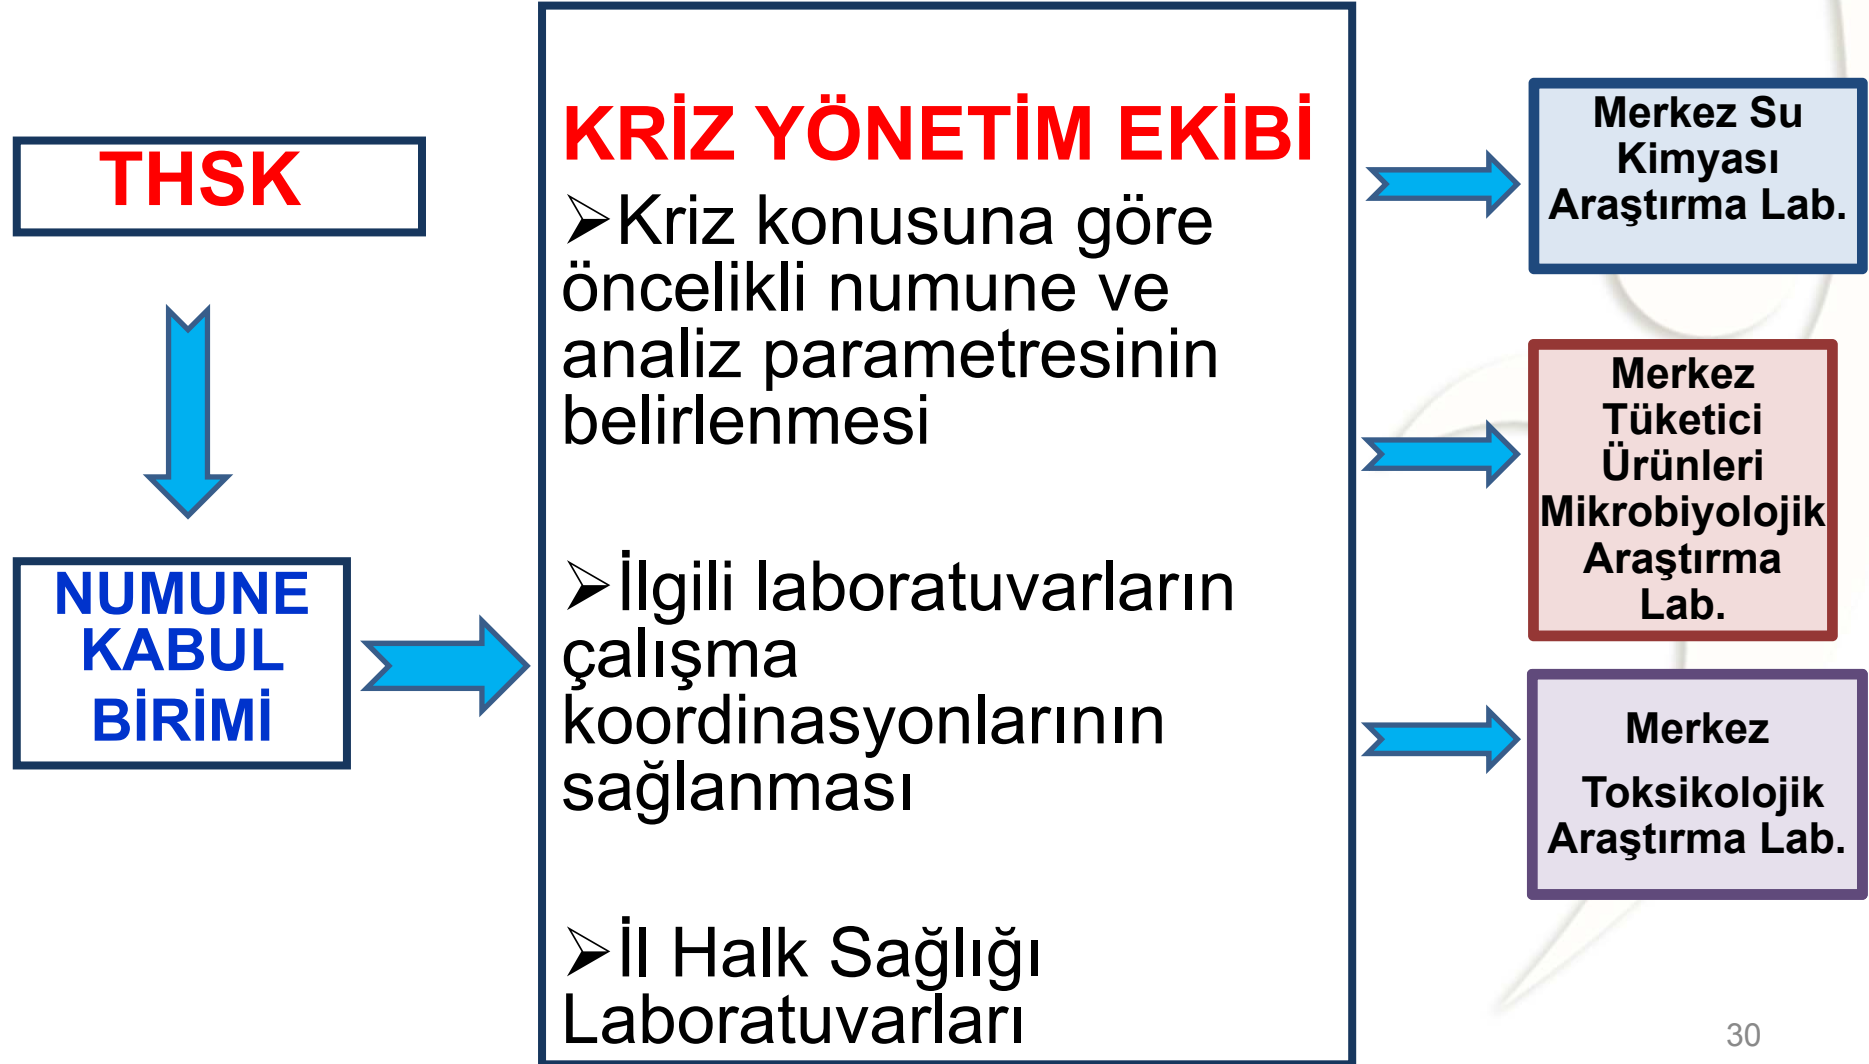 THSK
NUMUNE
KABUL
BİRİMİ
KRİZ YÖNETİM EKİBİ
➢Kriz konusuna göre
öncelikli numune ve
analiz parametresinin
belirlenmesi
➢İlgili laboratuvarların
çalışma
koordinasyonlarının
sağlanması
➢İl Halk Sağlığı
Laboratuvarları
Merkez Su
Kimyası
Araştırma Lab.
Merkez
Tüketici
Ürünleri
Mikrobiyolojik
Araştırma
Lab.
Merkez
Toksikolojik
Araştırma Lab.
30